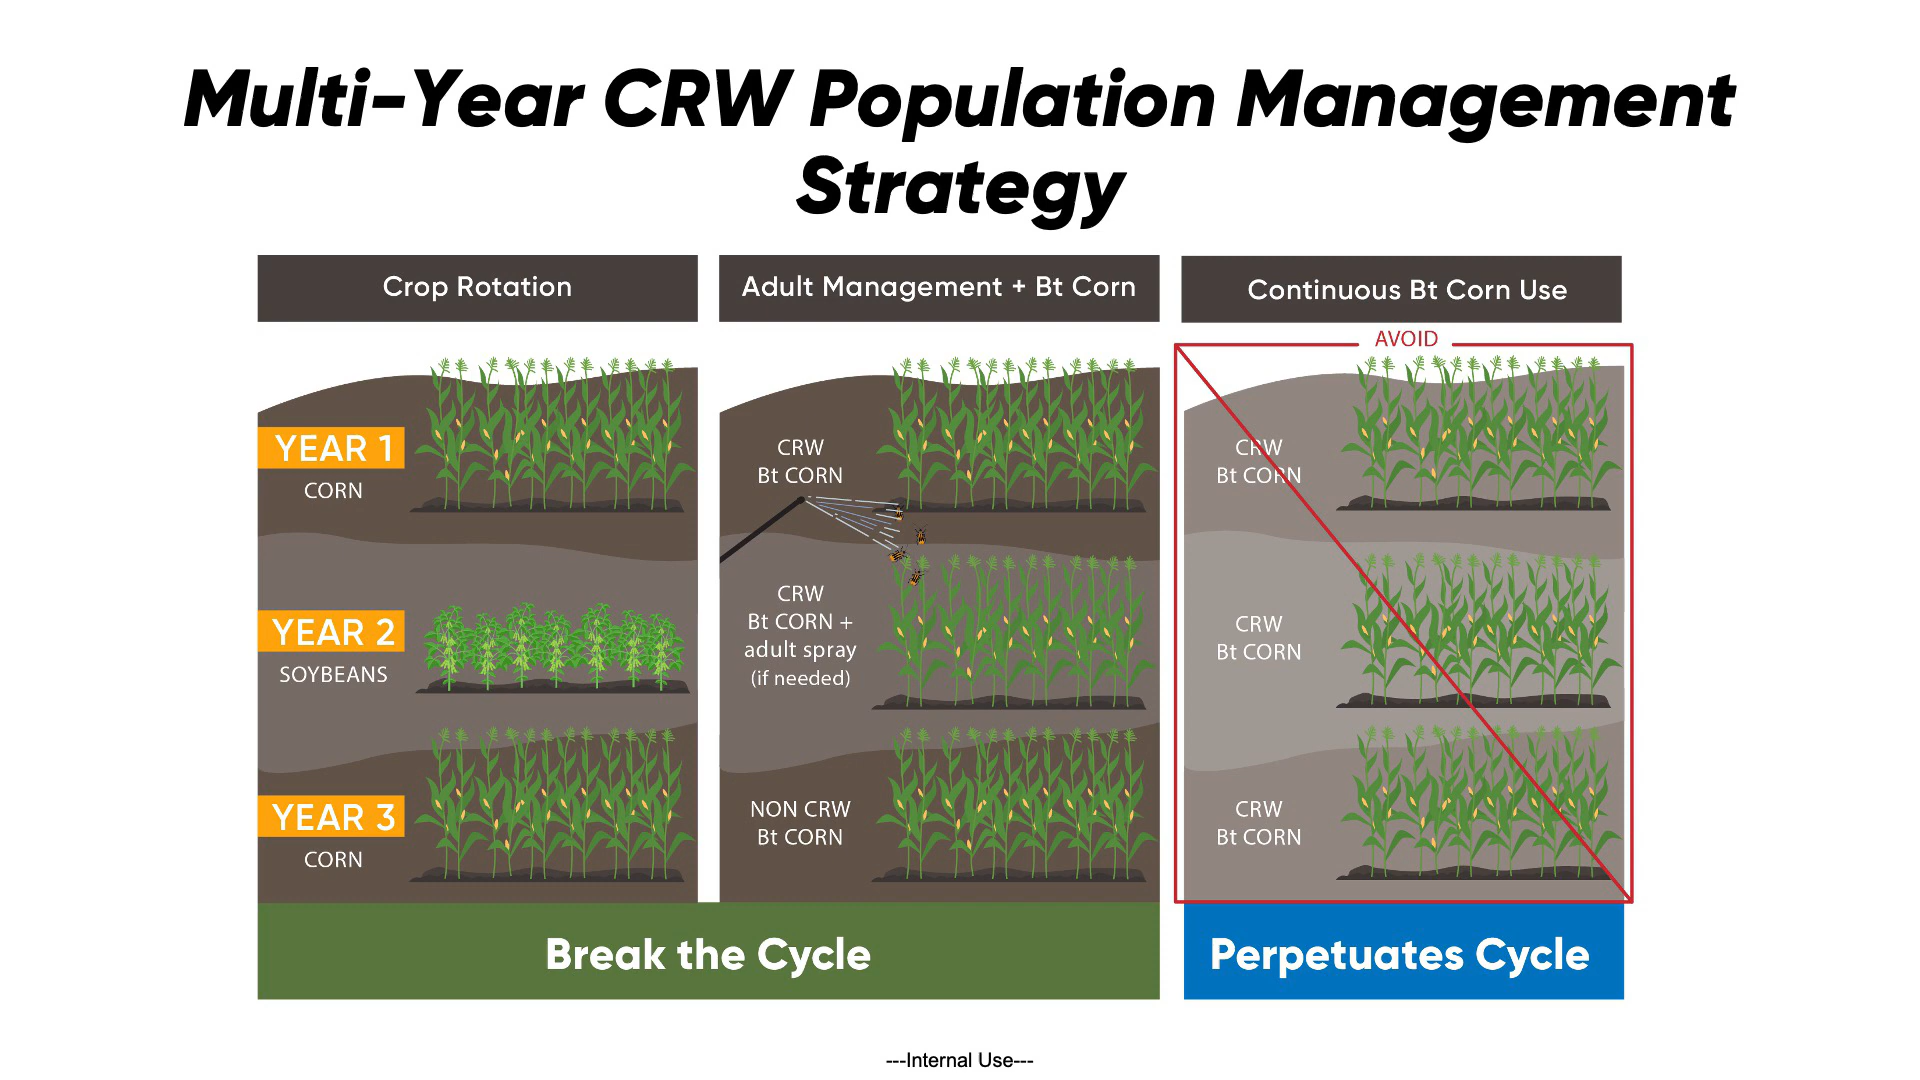 Multi-Year CRW Population Management
Strategy
Crop Rotation
YEAR 1
CORN
YEAR 2
SOYBEANS
YEAR 3
CORN
Adult Management + Bt Corn
CRW
Bt CORN
CRW
Bt CORN +
adult spray
(if needed)
NON CRW
Bt CORN
Continuous Bt Corn Use
AVOID
CRW
Bt CORN
CRW
Bt CORN
CRW
Bt CORN
Break the Cycle
Perpetuates Cycle
---Internal Use---